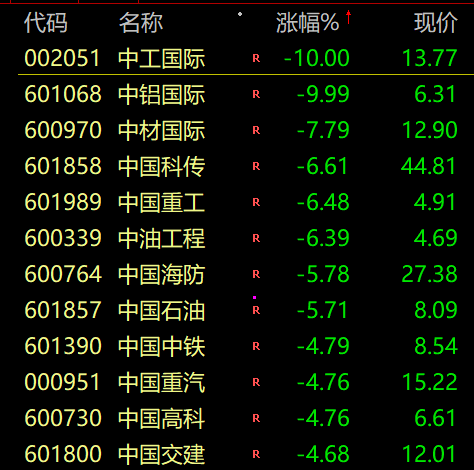 代码 名称 涨幅% 现价
002051 中工国际 R -10.00 13.77
601068 中铝国际 R -9.99 6.31
600970 中材国际 R -7.79 12.90
601858 中国科传 R -6.61 44.81
601989 中国重工 R -6.48 4.91
600339 中油工程 R -6.39 4.69
600764 中国海防 R -5.78 27.38
601857 中国石油 R -5.71 8.09
601390 中国中铁 R -4.79 8.54
000951 中国重汽 R -4.76 15.22
600730 中国高科 R -4.76 6.61
601800 中国交建 R -4.68 12.01